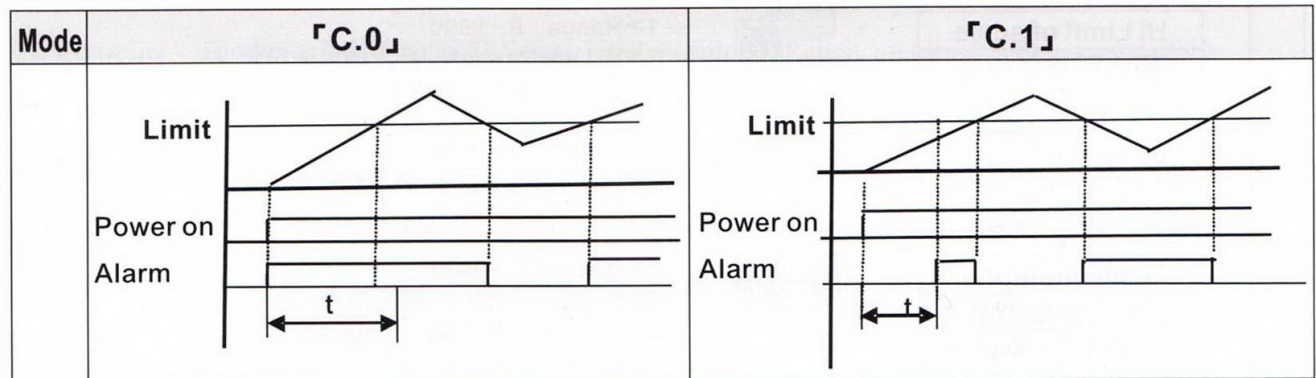 Mode 「C.0」 「C.1」
Limit
Power on
Alarm
t
Limit
Power on
Alarm
t